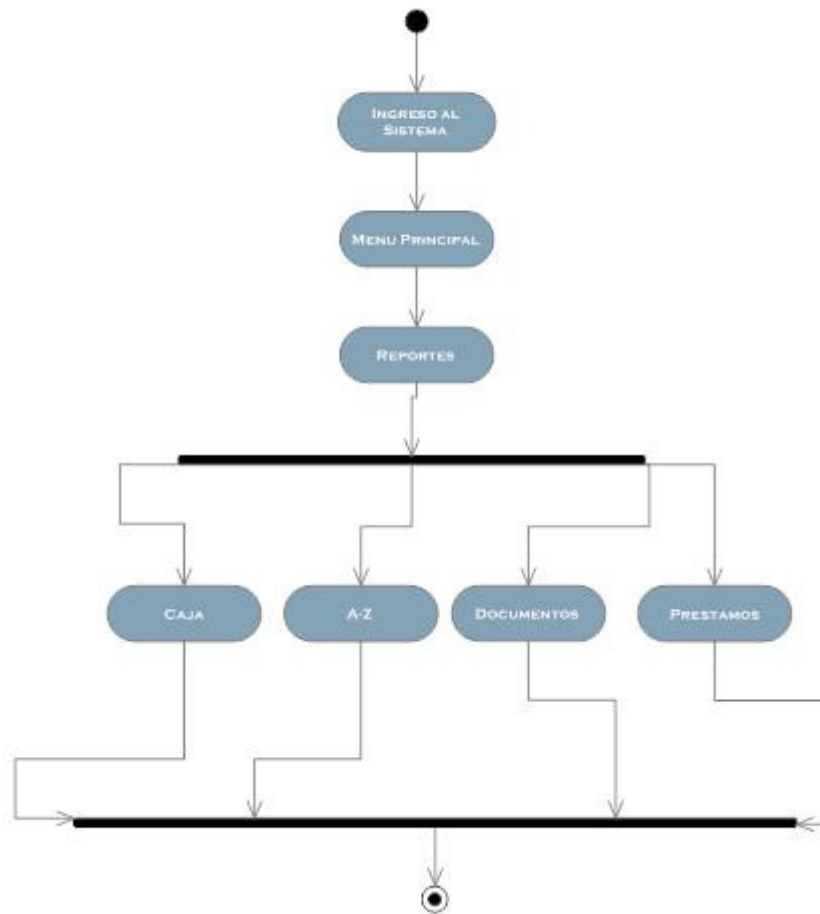 INGRESO AL
SISTEMA
MENU PRINCIPAL
REPORTES
CAJA
A-Z
DOCUMENTOS
PRESTAMOS